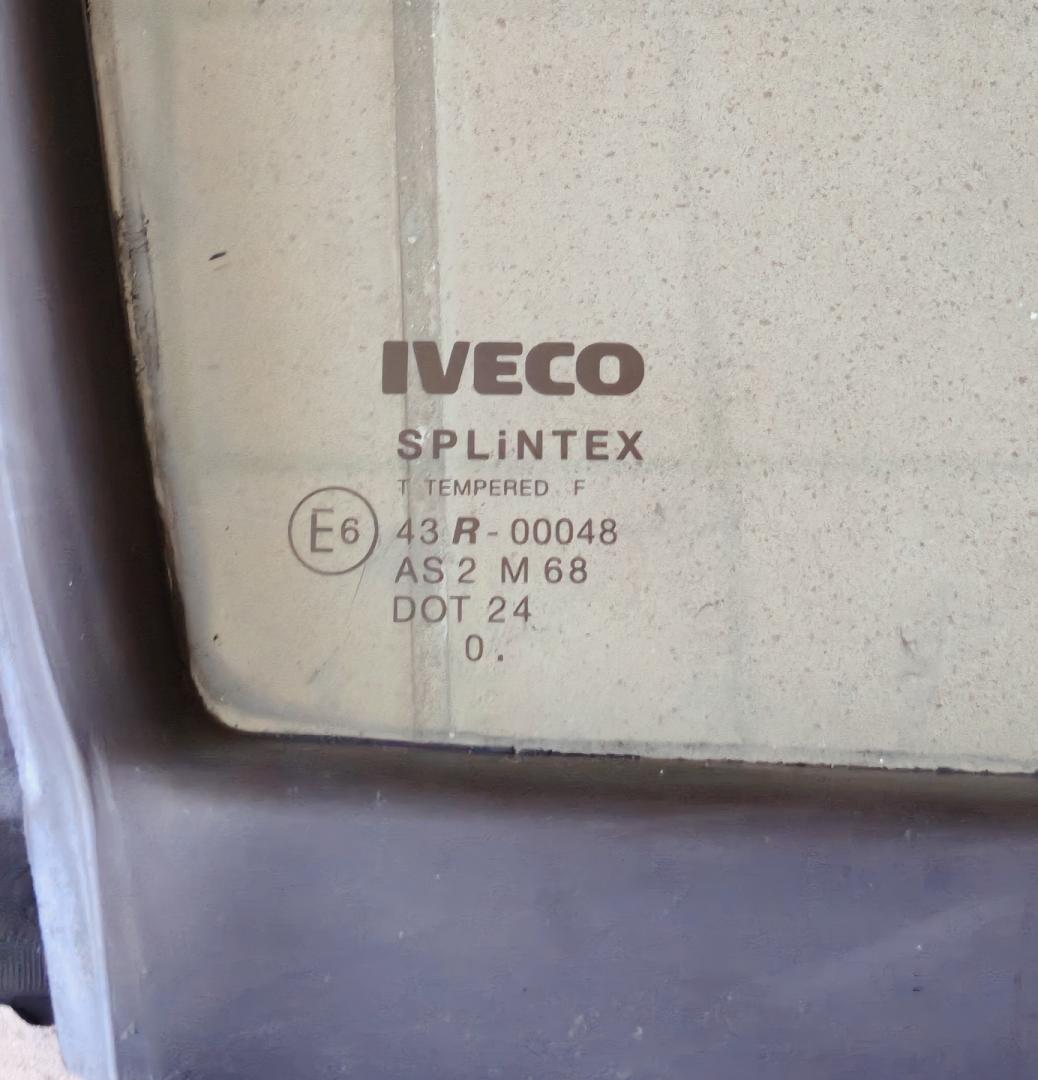 IVECO
SPLiNTEX
T TEMPERED F
E6 43 R-00048
AS 2 M 68
DOT 24
0 .